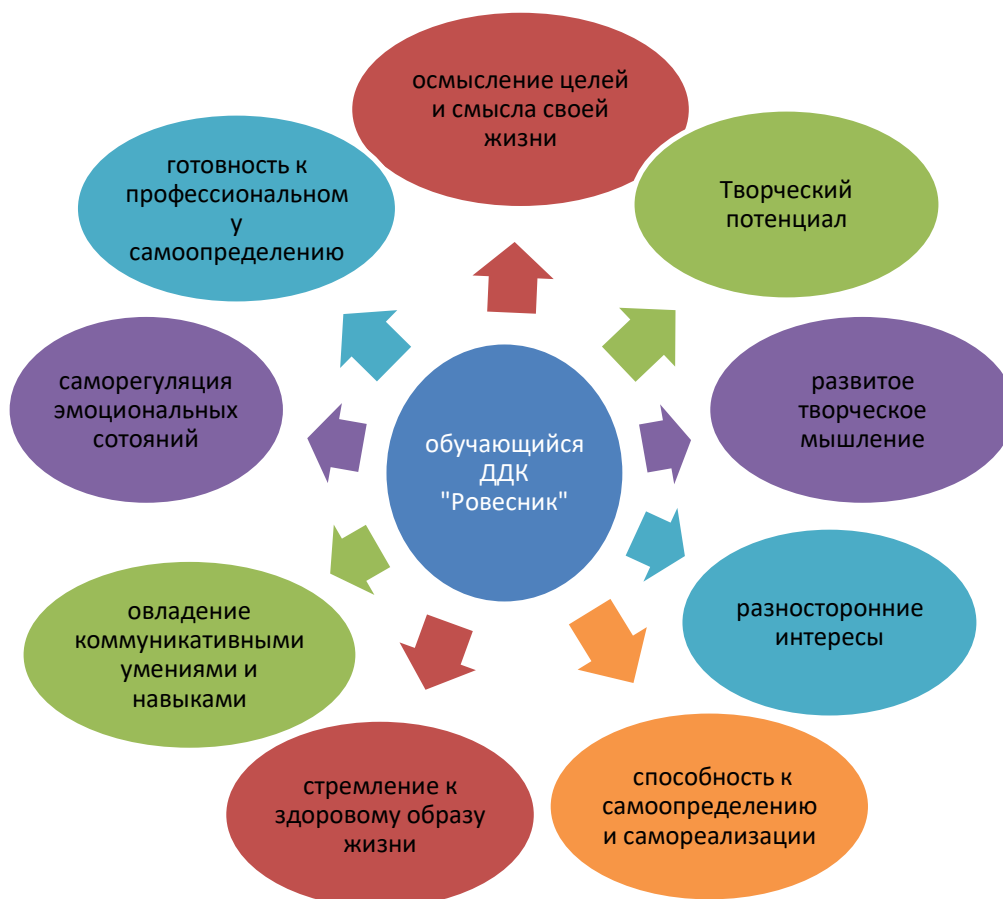 осмысление целей
и смысла своей
жизни
Творческий
потенциал
развитое
творческое
мышление
разносторонние
интересы
способность к
самоопределению
и самореализации
стремление к
здоровому образу
жизни
овладение
коммуникативными
умениями и
навыками
саморегуляция
эмоциональных
сотояний
готовность к
профессиональном
у
самоопределению
обучающийся
ДДК
"Ровесник"